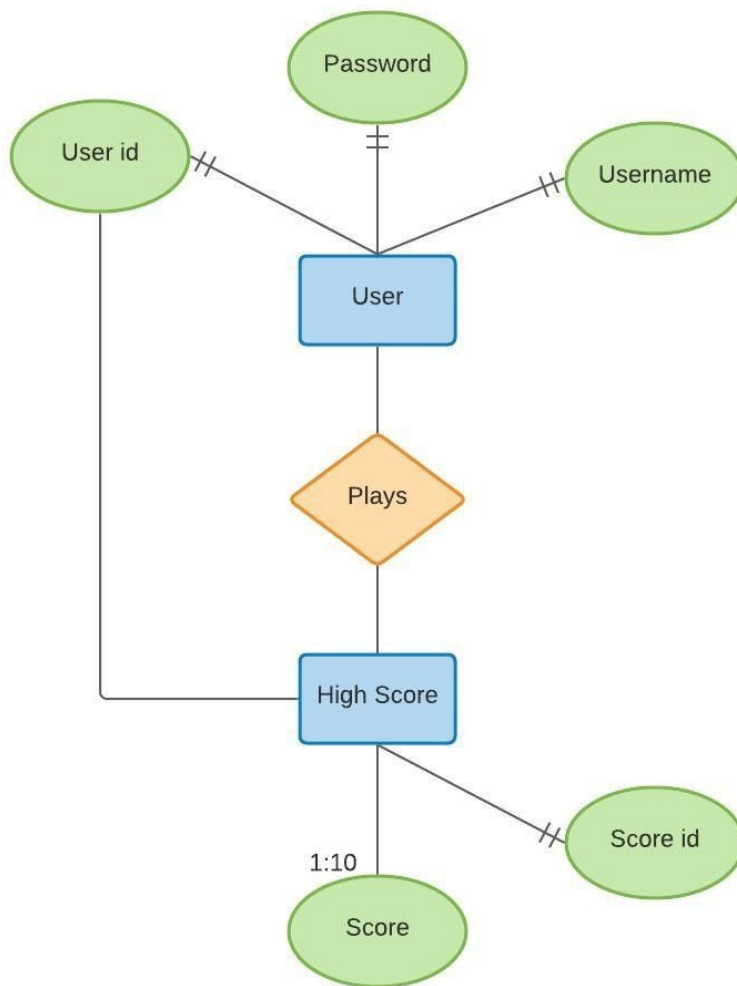 Password
User id
Username
User
Plays
High Score
Score id
1:10
Score